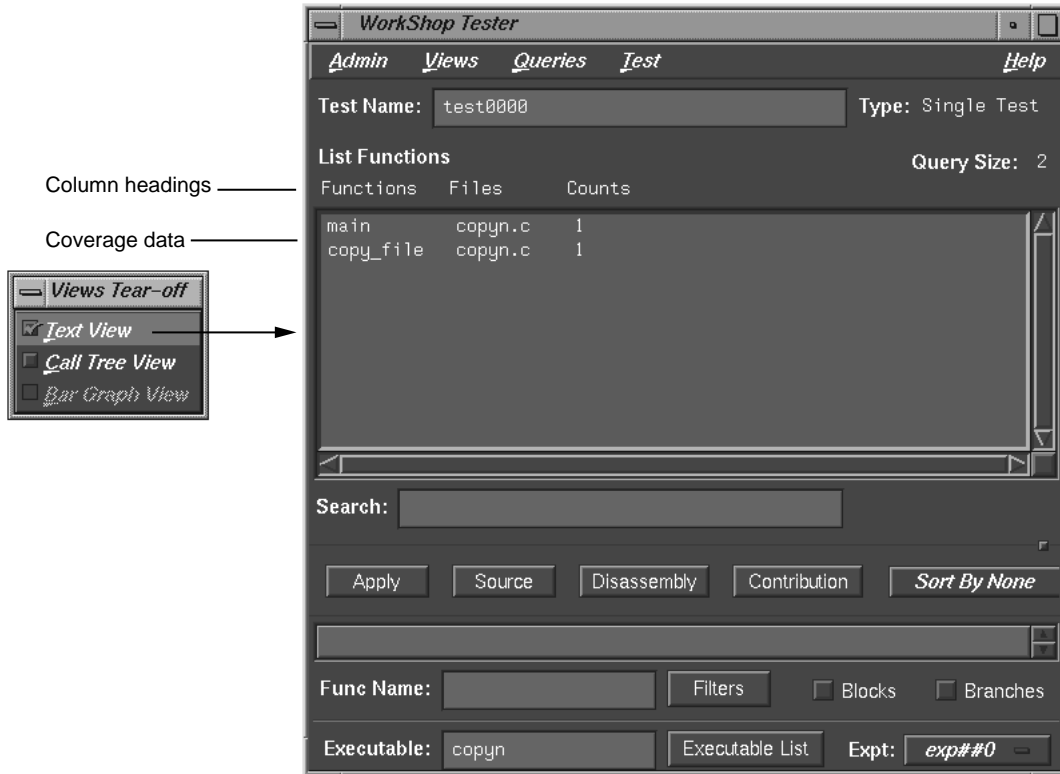 WorkShop Tester
Admin Views Queries Test Help
Test Name: test0000 Type: Single Test
List Functions Query Size: 2
Column headings
Functions Files Counts
main copyn.c 1
Coverage data
copy_file copyn.c 1
Views Tear-off
Text View
Call Tree View
Bar Graph View
Search:
Apply Source Disassembly Contribution Sort By None
Func Name: Filters Blocks Branches
Executable: copyn Executable List Expt: exp##0